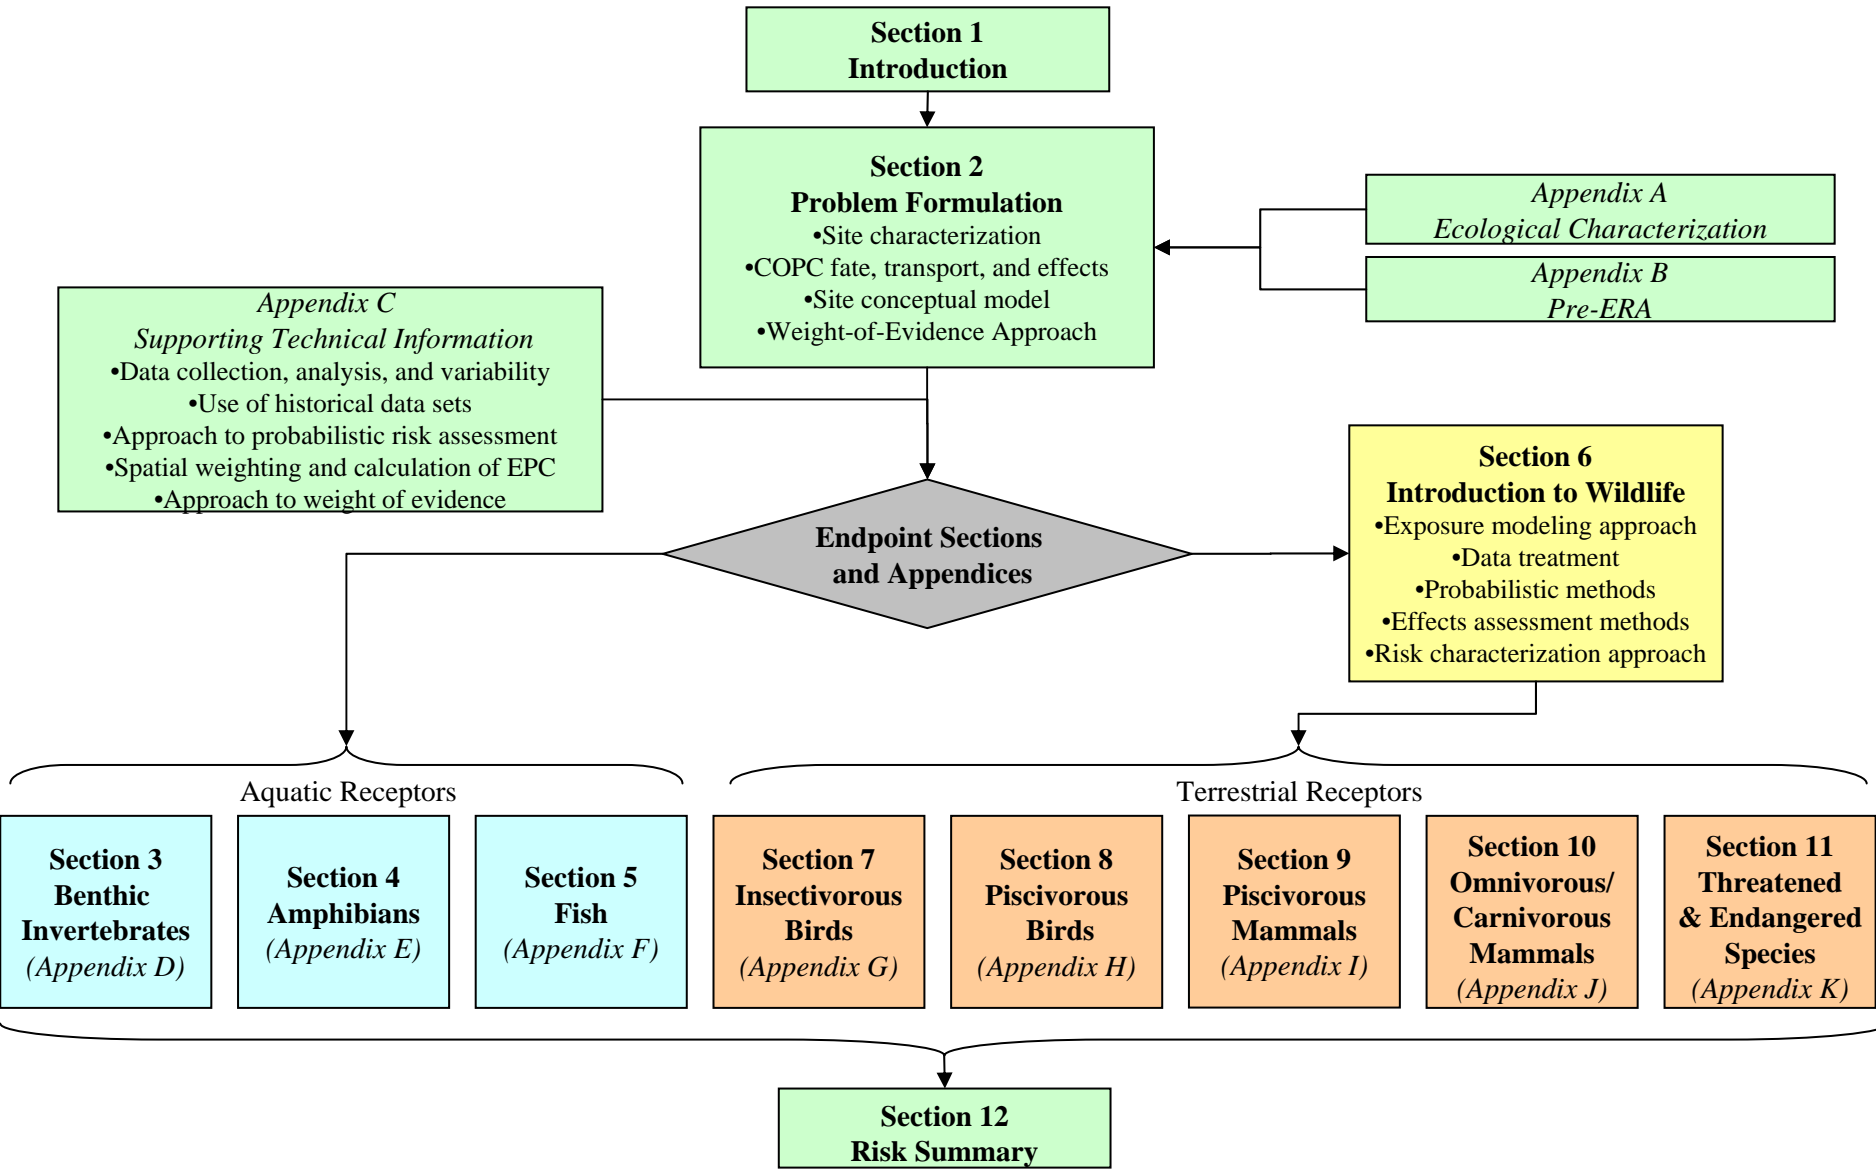 Section 1
Introduction
Section 2
Problem Formulation
•Site characterization
•COPC fate, transport, and effects
•Site conceptual model
•Weight-of-Evidence Approach
Appendix A
Ecological Characterization
Appendix B
Pre-ERA
Appendix C
Supporting Technical Information
•Data collection, analysis, and variability
•Use of historical data sets
•Approach to probabilistic risk assessment
•Spatial weighting and calculation of EPC
•Approach to weight of evidence
Endpoint Sections
and Appendices
Section 6
Introduction to Wildlife
•Exposure modeling approach
•Data treatment
•Probabilistic methods
•Effects assessment methods
•Risk characterization approach
Aquatic Receptors
Terrestrial Receptors
Section 3
Benthic
Invertebrates
(Appendix D)
Section 4
Amphibians
(Appendix E)
Section 5
Fish
(Appendix F)
Section 7
Insectivorous
Birds
(Appendix G)
Section 8
Piscivorous
Birds
(Appendix H)
Section 9
Piscivorous
Mammals
(Appendix I)
Section 10
Omnivorous/
Carnivorous
Mammals
(Appendix J)
Section 11
Threatened
& Endangered
Species
(Appendix K)
Section 12
Risk Summary